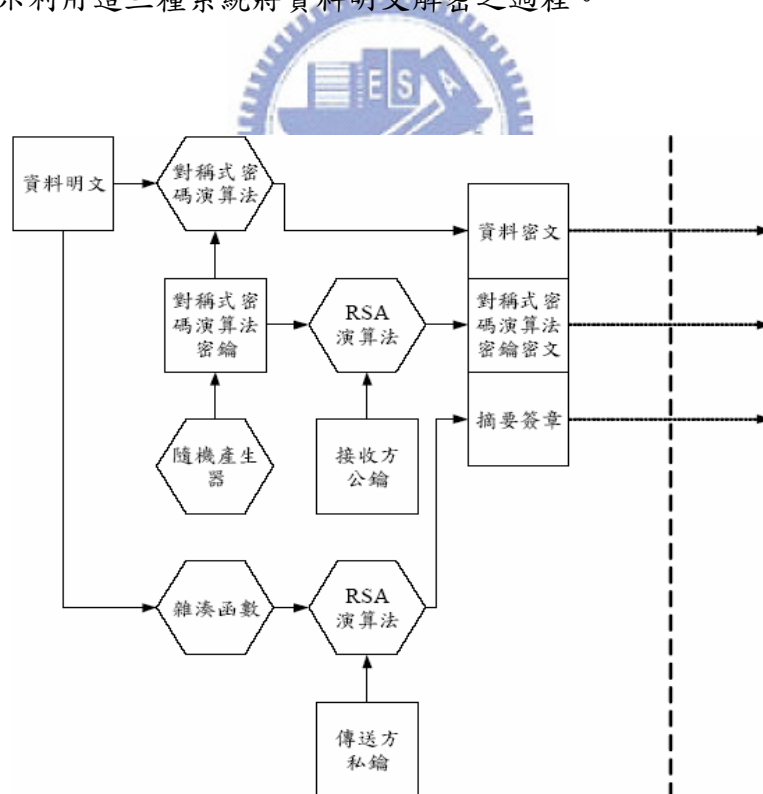 示利用這三種系統將資料明文解密之過程。
ESA
資料明文
對稱式密
碼演算法
資料密文
對稱式密
碼演算法
密鑰
RSA
演算法
對稱式密
碼演算法
密鑰密文
摘要簽章
隨機產生
器
接收方
公鑰
雜湊函數
RSA
演算法
傳送方
私鑰